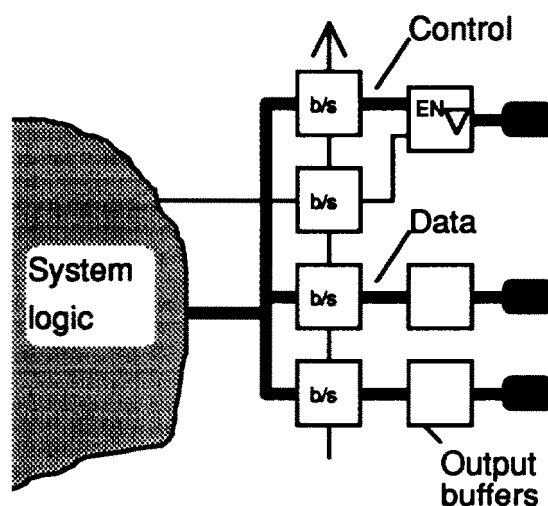 Control
b/s
EN
b/s
Data
System
logic
b/s
b/s
Output
buffers